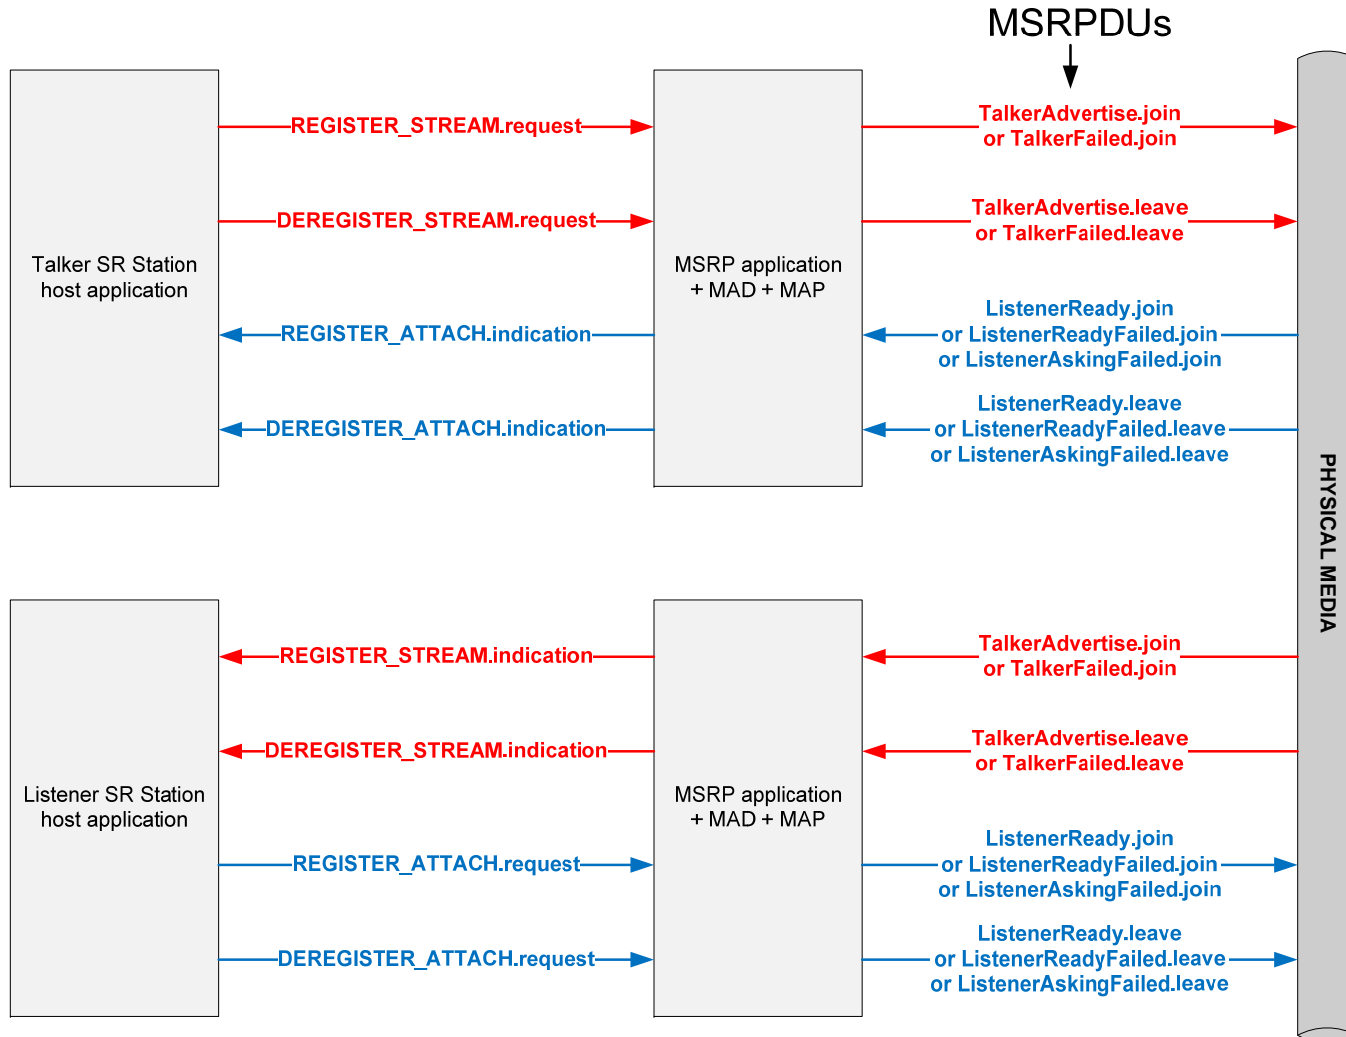 MSRPDUs
Talker SR Station
host application
REGISTER_STREAM.request
DEREGISTER_STREAM.request
REGISTER_ATTACH.indication
DEREGISTER_ATTACH.indication
MSRP application
+ MAD + MAP
TalkerAdvertise.join
or TalkerFailed.join
TalkerAdvertise.leave
or TalkerFailed.leave
ListenerReady.join
or ListenerReadyFailed.join
or ListenerAskingFailed.join
ListenerReady.leave
or ListenerReadyFailed.leave
or ListenerAskingFailed.leave
PHYSICAL MEDIA
Listener SR Station
host application
REGISTER_STREAM.indication
DEREGISTER_STREAM.indication
REGISTER_ATTACH.request
DEREGISTER_ATTACH.request
MSRP application
+ MAD + MAP
TalkerAdvertise.join
or TalkerFailed.join
TalkerAdvertise.leave
or TalkerFailed.leave
ListenerReady.join
or ListenerReadyFailed.join
or ListenerAskingFailed.join
ListenerReady.leave
or ListenerReadyFailed.leave
or ListenerAskingFailed.leave